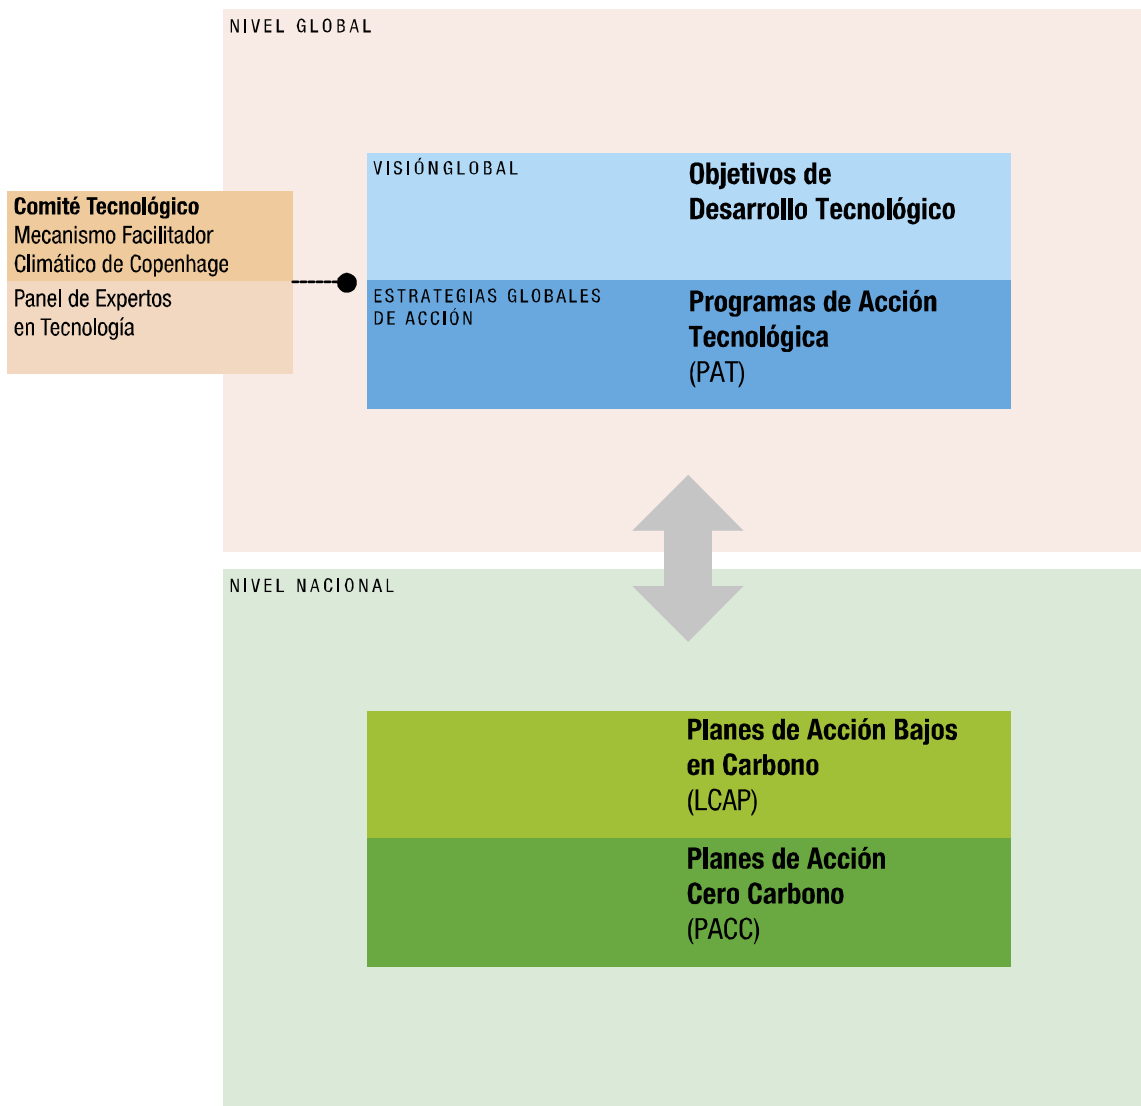 NIVEL GLOBAL
VISIÓNGLOBAL
Objetivos de
Desarrollo Tecnológico
Comité Tecnológico
Mecanismo Facilitador
Climático de Copenhage
Panel de Expertos
en Tecnología
ESTRATEGIAS GLOBALES
DE ACCIÓN
Programas de Acción
Tecnológica
(PAT)
NIVEL NACIONAL
Planes de Acción Bajos
en Carbono
(LCAP)
Planes de Acción
Cero Carbono
(PACC)